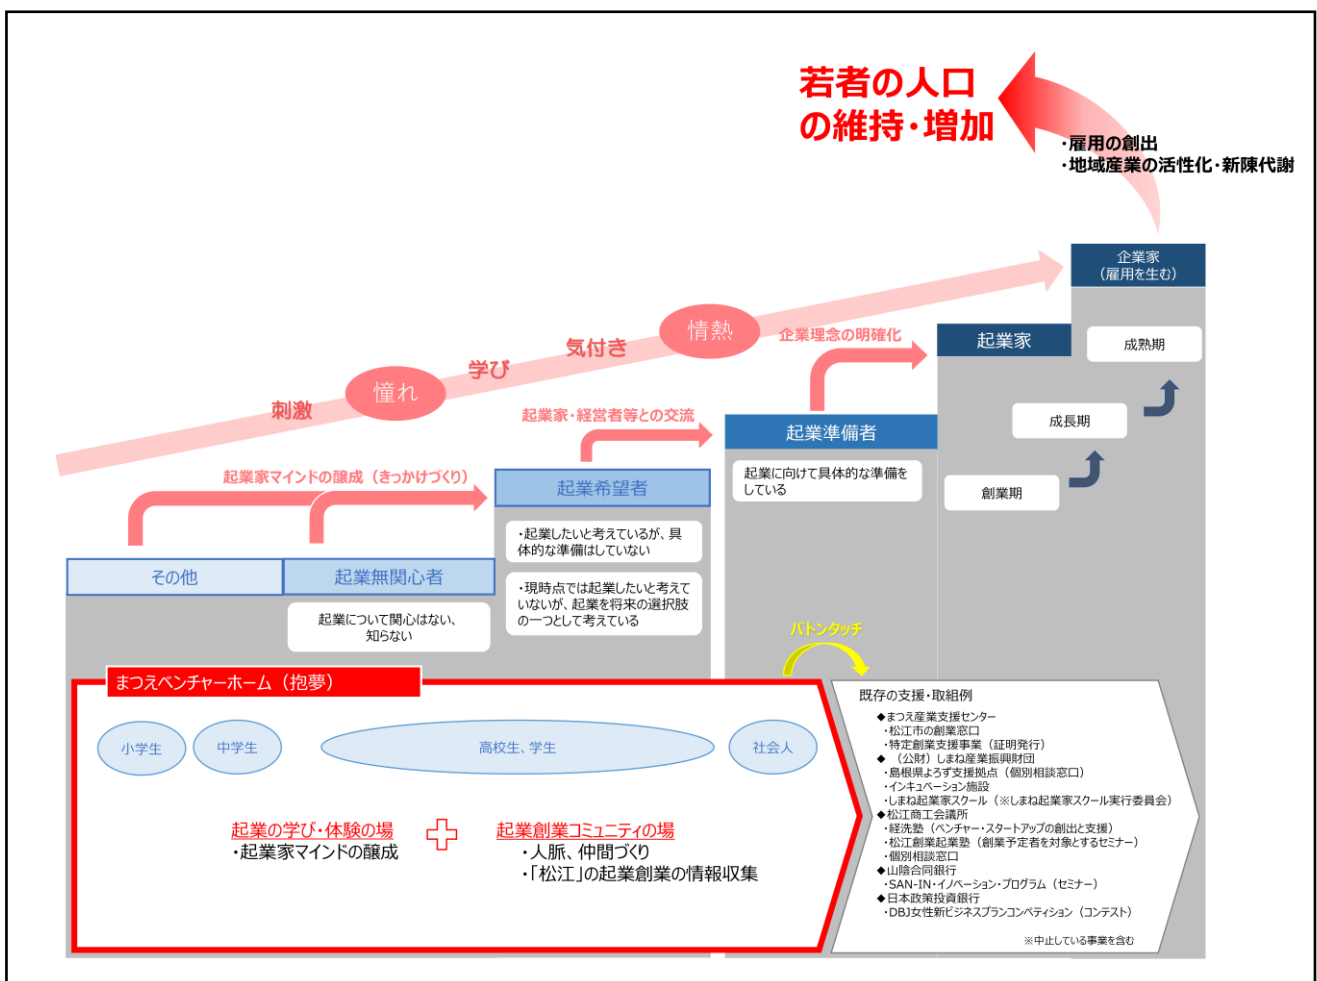 若者の人口
の維持・増加
・雇用の創出
・地域産業の活性化・新陳代謝
企業家
（雇用を生む）
情熱
企業理念の明確化
起業家
成熟期
気付き
学び
憧れ
刺激
成長期
起業家・経営者等との交流
起業準備者
起業に向けて具体的な準備を
している
創業期
起業家マインドの醸成（きっかけづくり）
起業希望者
・起業したいと考えているが、具
体的な準備はしていない
・現時点では起業したいと考えて
いないが、起業を将来の選択肢
の一つとして考えている
その他
起業無関心者
起業について関心はない、
知らない
バトンタッチ
まつえベンチャーホーム（抱夢）
小学生
中学生
高校生、学生
社会人
起業の学び・体験の場
・起業家マインドの醸成
起業創業コミュニティの場
・人脈、仲間づくり
・「松江」の起業創業の情報収集
既存の支援・取組例
◆まつえ産業支援センター
・松江市の創業窓口
・特定創業支援事業（証明発行）
◆（公財）しまね産業振興財団
・島根県よろず支援拠点（個別相談窓口）
・インキュベーション施設
・しまね起業家スクール（※しまね起業家スクール実行委員会）
◆松江商工会議所
・経洗塾（ベンチャー・スタートアップの創出と支援）
・松江創業起業塾（創業予定者を対象とするセミナー）
・個別相談窓口
◆山陰合同銀行
・SAN-IN・イノベーション・プログラム（セミナー）
◆日本政策投資銀行
・DBJ女性新ビジネスプランコンペティション（コンテスト）
※中止している事業を含む